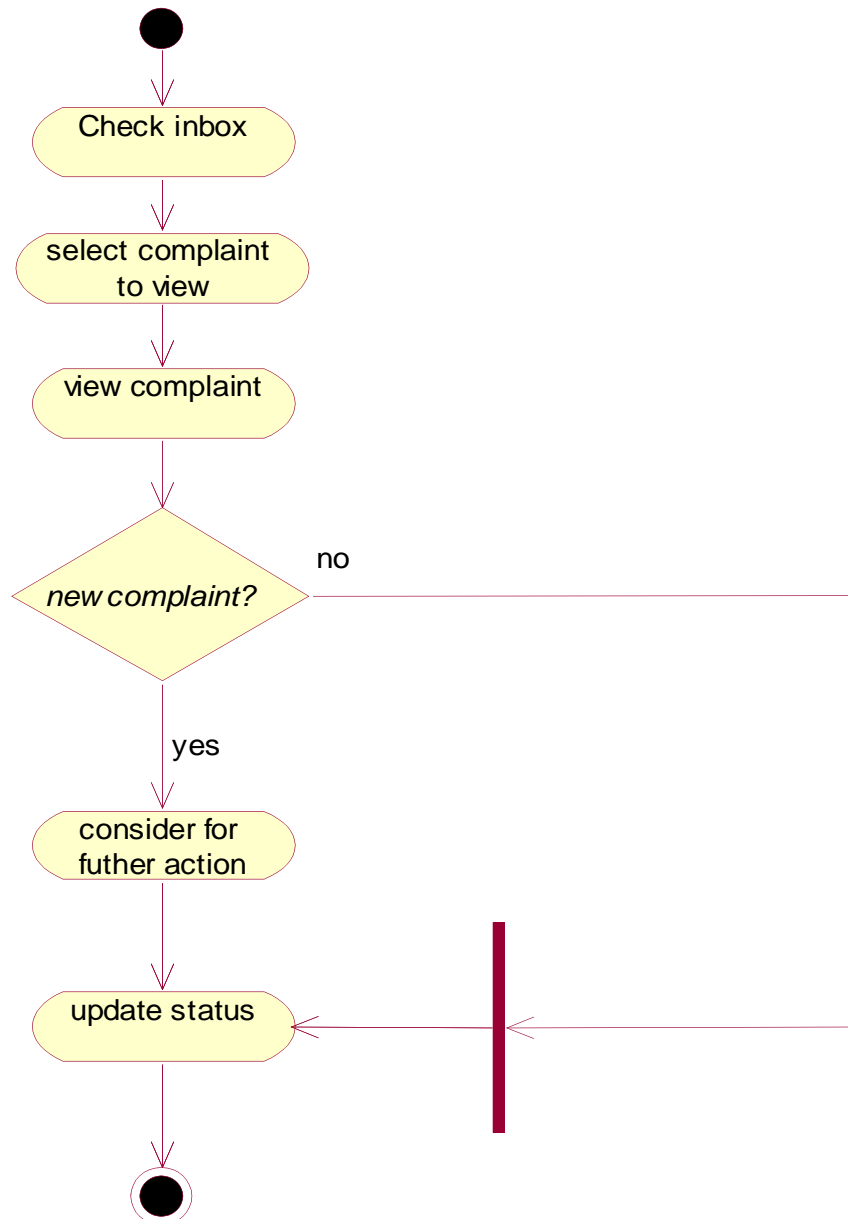 Check inbox
select complaint
to view
view complaint
no
new complaint?
yes
consider for
futher action
update status